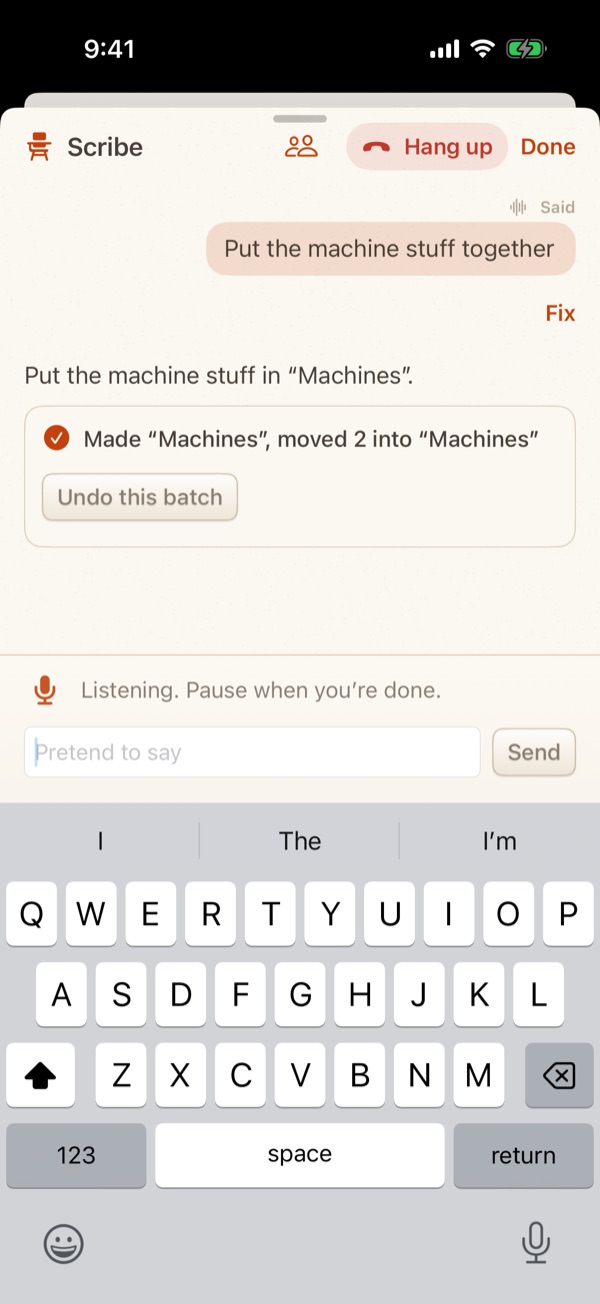 9:41
Scribe
Hang up
Done
Said
Put the machine stuff together
Fix
Put the machine stuff in “Machines”.
Made “Machines”, moved 2 into “Machines”
Undo this batch
Listening. Pause when you’re done.
Pretend to say
Send
I The I’m
Q W E R T Y U I O P
A S D F G H J K L
Z X C V B N M
123 space return